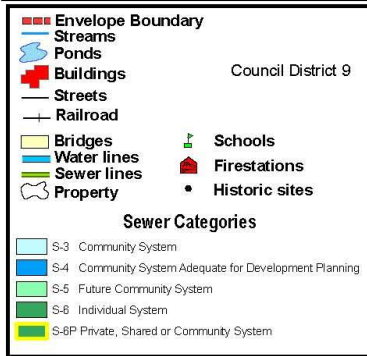 Envelope Boundary
Streams
Ponds
Buildings
Council District 9
Streets
Railroad
Bridges
Schools
Water lines
Firestations
Sewer lines
Property
Historic sites
Sewer Categories
S-3 Community System
S-4 Community System Adequate for Development Planning
S-5 Future Community System
S-6 Individual System
S-6P Private, Shared or Community System